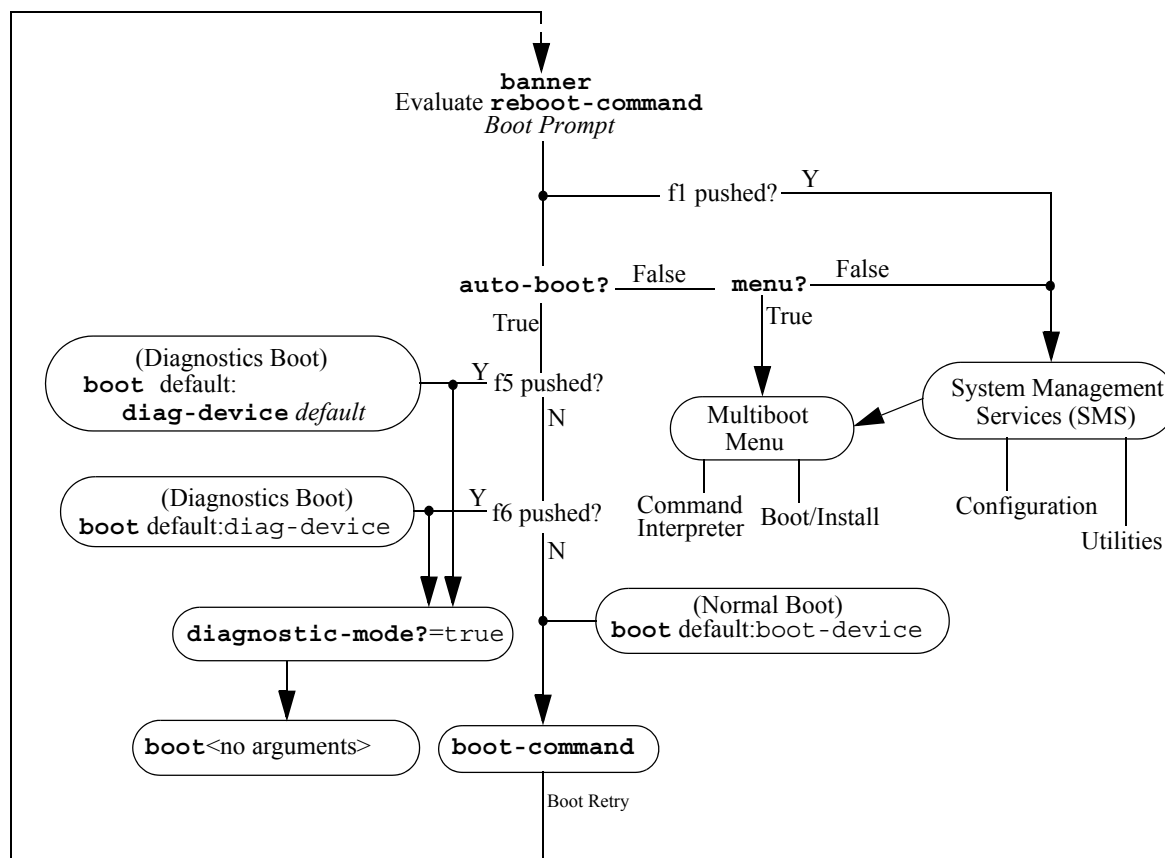 banner
Evaluate reboot-command
Boot Prompt
f1 pushed?
Y
auto-boot?
False
menu?
False
True
True
(Diagnostics Boot)
boot default:
diag-device default
Y
f5 pushed?
N
System Management
Services (SMS)
Multiboot
Menu
(Diagnostics Boot)
boot default:diag-device
Y
f6 pushed?
N
Command
Interpreter
Boot/Install
Configuration
Utilities
(Normal Boot)
boot default:boot-device
diagnostic-mode?=true
boot<no arguments>
boot-command
Boot Retry